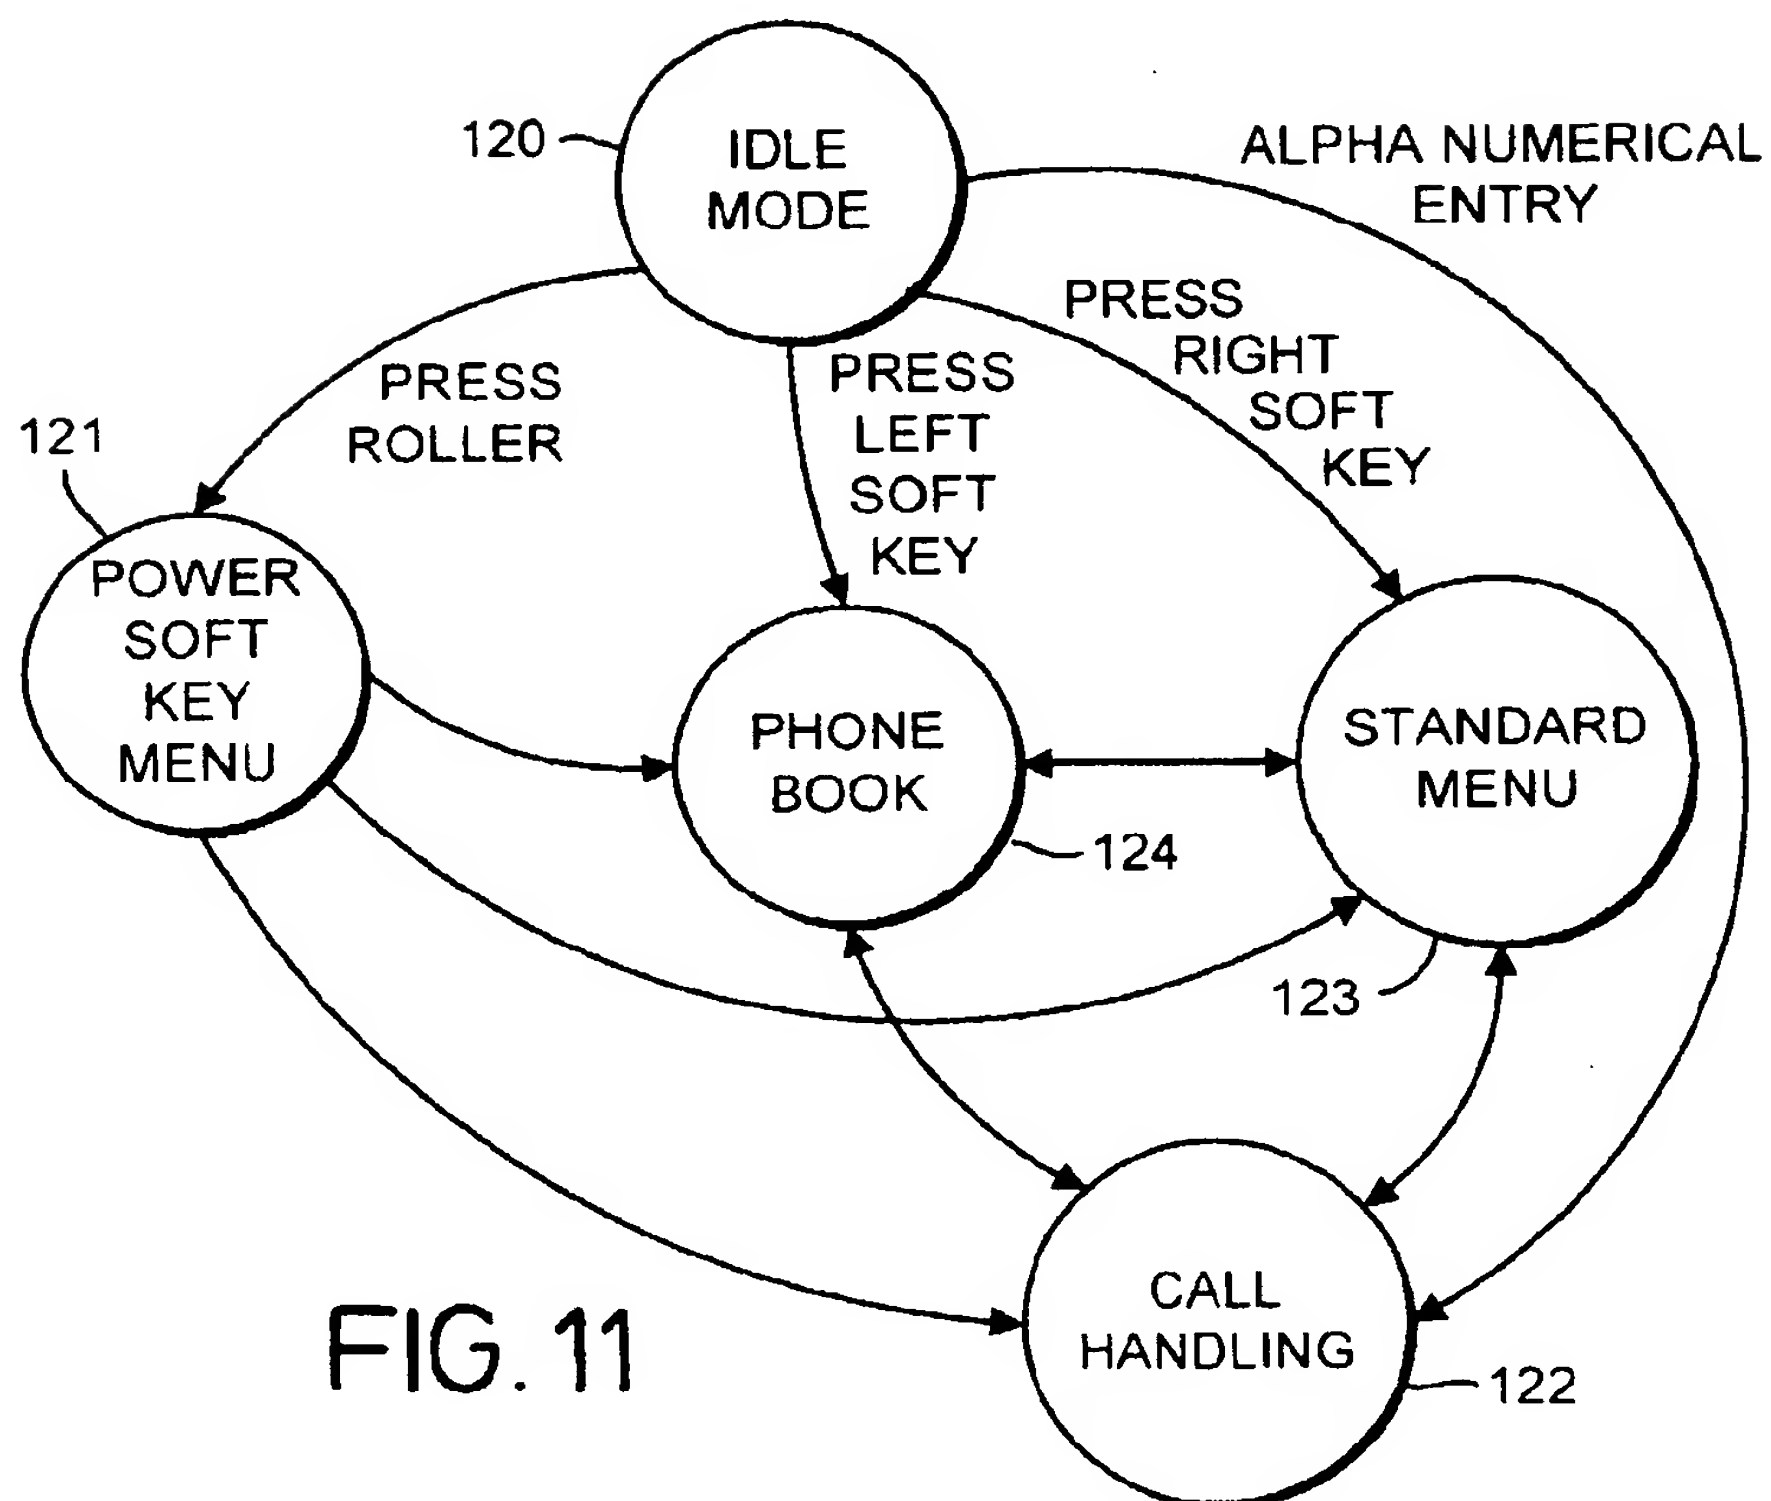 120
IDLE
MODE
ALPHA NUMERICAL
ENTRY
PRESS
RIGHT
SOFT
KEY
PRESS
LEFT
SOFT
KEY
PRESS
ROLLER
121
POWER
SOFT
KEY
MENU
PHONE
BOOK
124
STANDARD
MENU
123
CALL
HANDLING
122
FIG. 11